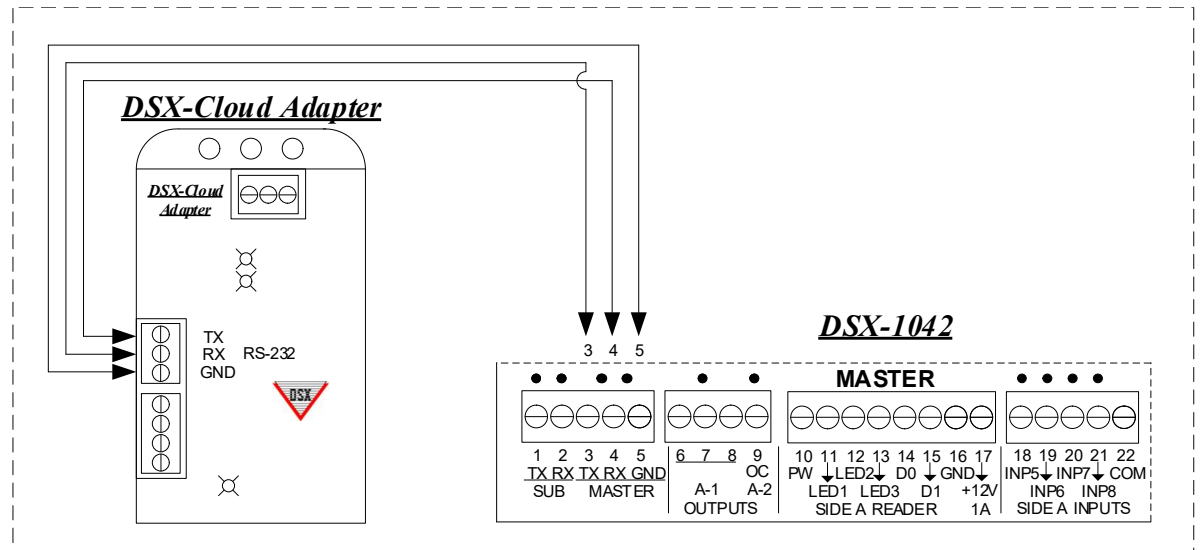 DSX-Cloud Adapter
DSX-Cloud
Adapter
TX
RX RS-232
GND
DSX
3 4 5
DSX-1042
MASTER
1 2 3 4 5 6 7 8 9 10 11 12 13 14 15 16 17 18 19 20 21 22
TX RX TX RX GND OC PW LED2 D0 GND INP5 INP7 COM
SUB MASTER A-1 A-2 LED1 LED3 D1 +12V INP6 INP8
OUTPUTS SIDE A READER 1A SIDE A INPUTS